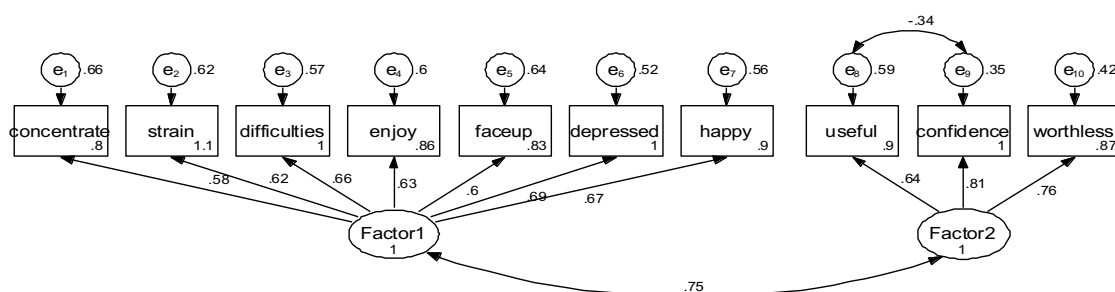 -.34
e1 .66 e2 .62 e3 .57 e4 .6 e5 .64 e6 .52 e7 .56 e8 .59 e9 .35 e10 .42
concentrate strain difficulties enjoy faceup depressed happy useful confidence worthless
.8 1.1 1 .86 .83 1 .9 .9 1 .87
.58 .62 .66 .63 .6 .69 .67 .64 .81 .76
Factor1 Factor2
1 1
.75